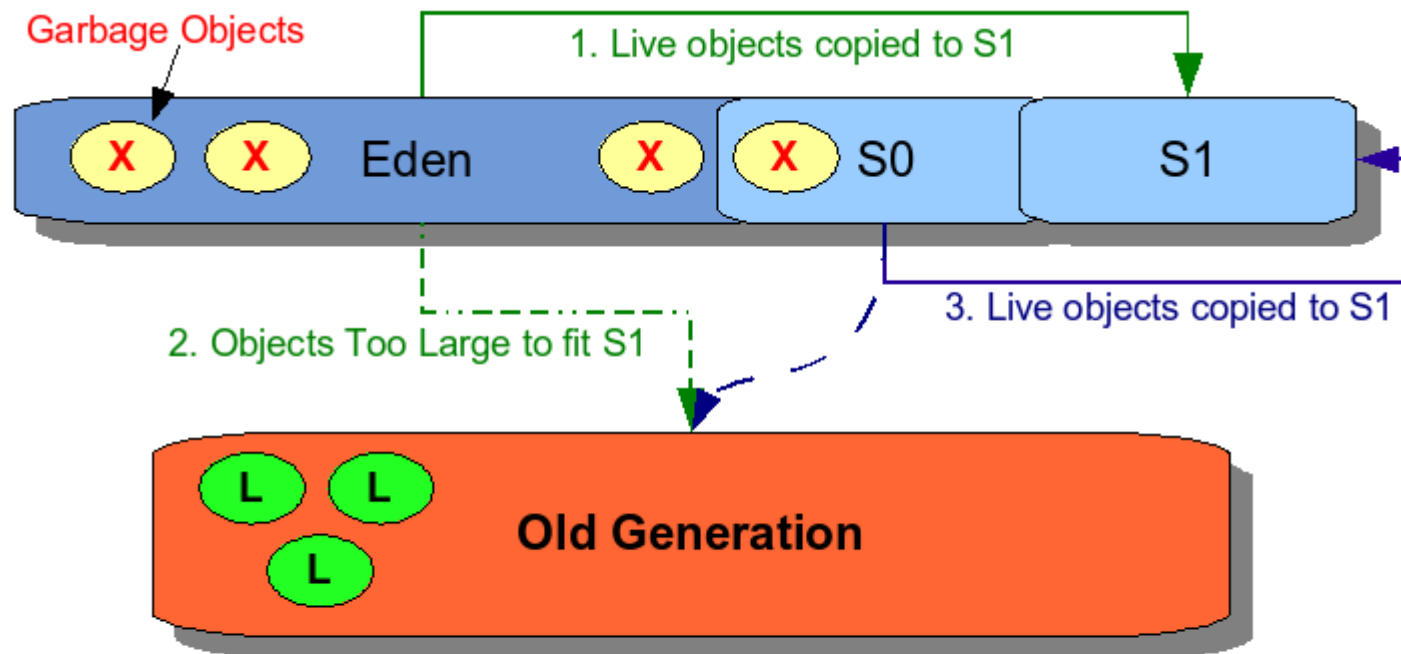 Garbage Objects
1. Live objects copied to S1
X
X
Eden
X
X
S0
S1
3. Live objects copied to S1
2. Objects Too Large to fit S1
L
L
Old Generation
L